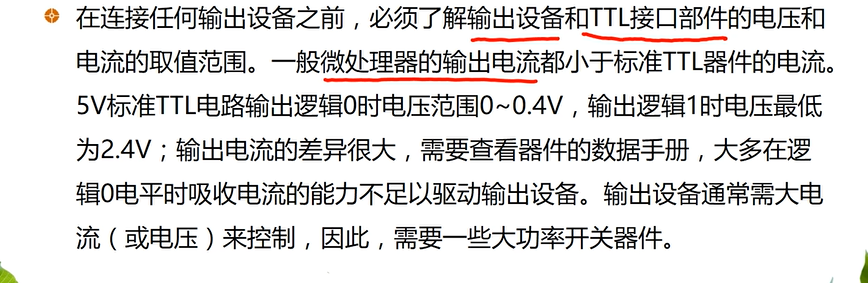 在连接任何输出设备之前，必须了解输出设备和TTL接口部件的电压和
电流的取值范围。一般微处理器的输出电流都小于标准TTL器件的电流。
5V标准TTL电路输出逻辑0时电压范围0~0.4V，输出逻辑1时电压最低
为2.4V；输出电流的差异很大，需要查看器件的数据手册，大多在逻
辑0电平时吸收电流的能力不足以驱动输出设备。输出设备通常需大电
流（或电压）来控制，因此，需要一些大功率开关器件。